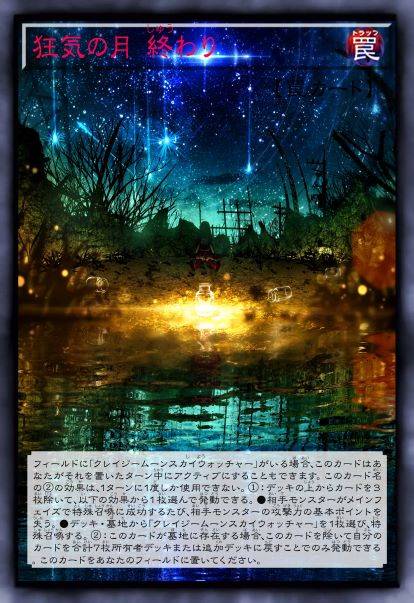 狂気の月 終わり
しゅう
トラップ
罠
【罠カード】
フィールドに「クレイジームーンスカイウォッチャー」がいる場合、このカードはあ
なたがそれを置いたターン中にアクティブにすることもできます。このカード名
の②の効果は、1ターンに1度しか使用できない。①:デッキの上からカードを3
枚除いて、以下の効果から1枚選んで発動できる。●相手モンスターがメインフ
ェイズで特殊召喚に成功するたび、相手モンスターの攻撃力の基本ポイントを
失う。●デッキ・墓地から「クレイジームーンスカイウォッチャー」を1枚選び、特
殊召喚する。②:このカードが墓地に存在する場合、このカードを除いて自分の
カードを合計7枚所有者デッキまたは追加デッキに戻すことでのみ発動できる
。このカードをあなたのフィールドに置いてください。